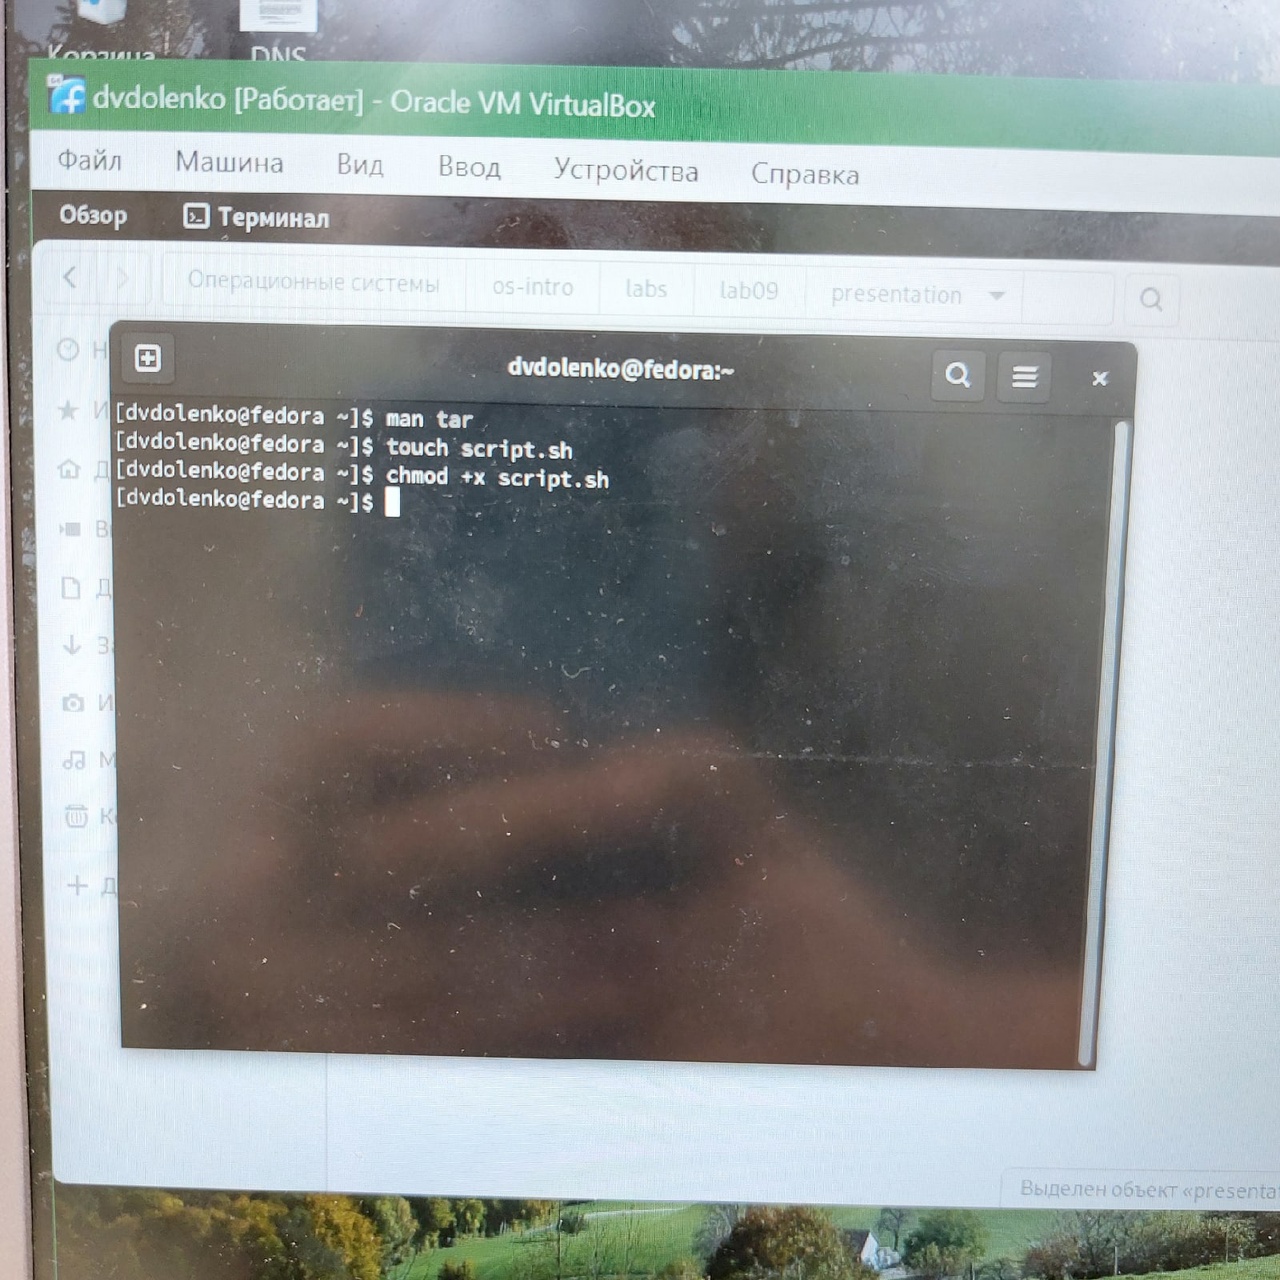 Корзина
DNS
dvdolenko [Работает] - Oracle VM VirtualBox
Файл Машина Вид Ввод Устройства Справка
Обзор Терминал
Операционные системы os-intro labs lab09 presentation
dvdolenko@fedora:~
[dvdolenko@fedora ~]$ man tar
[dvdolenko@fedora ~]$ touch script.sh
[dvdolenko@fedora ~]$ chmod +x script.sh
[dvdolenko@fedora ~]$
Н
И
Д
В
Д
За
И
М
Ко
Д
Выделен объект «presenta